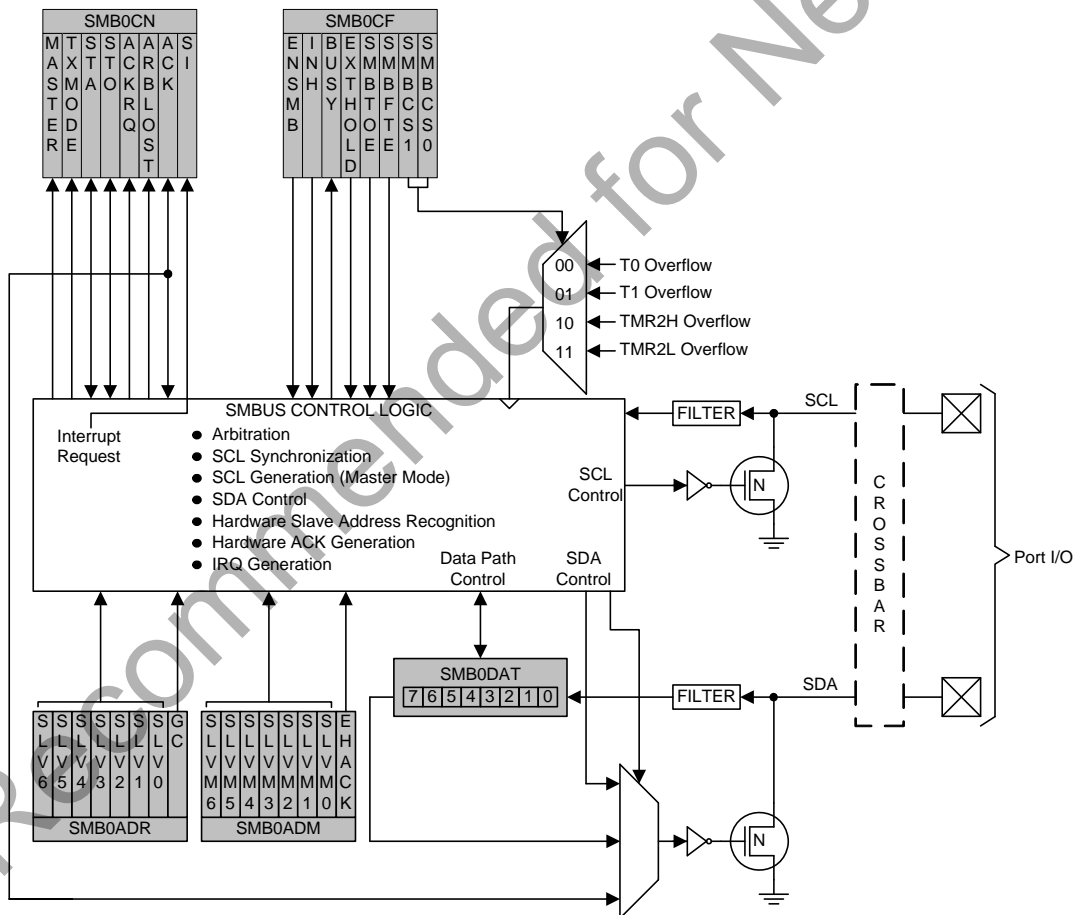 SMB0CN
MASTER
TXMODE
STA
STO
ACKRQ
ARBLOST
ACK
SI
SMB0CF
ENSMB
INH
BUSY
EXTHOLD
SMBTOE
SMBFTE
SMBCS1
SMBCS0
00
01
10
11
T0 Overflow
T1 Overflow
TMR2H Overflow
TMR2L Overflow
SMBUS CONTROL LOGIC
Interrupt
Request
● Arbitration
● SCL Synchronization
● SCL Generation (Master Mode)
● SDA Control
● Hardware Slave Address Recognition
● Hardware ACK Generation
● IRQ Generation
Data Path
Control
SCL
Control
SDA
Control
FILTER
SCL
N
CROSSBAR
Port I/O
SMB0DAT
7 6 5 4 3 2 1 0
FILTER
SDA
N
SLV6
SLV5
SLV4
SLV3
SLV2
SLV1
SLV0
GC
SMB0ADR
SLVM6
SLVM5
SLVM4
SLVM3
SLVM2
SLVM1
SLVM0
EHACK
SMB0ADM
Recommended for Ne